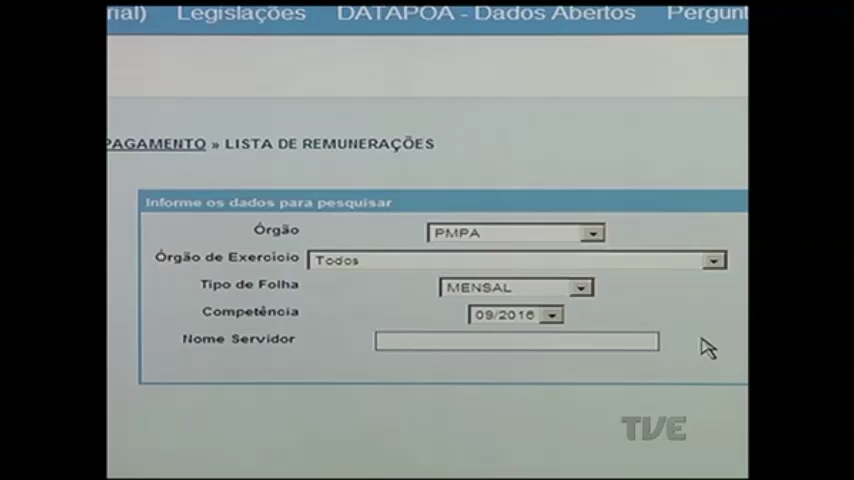 rial) Legislações DATAPOA - Dados Abertos Pergunt
PAGAMENTO » LISTA DE REMUNERAÇÕES
Informe os dados para pesquisar
Órgão PMPA
Órgão de Exercício Todos
Tipo de Folha MENSAL
Competência 09/2016
Nome Servidor
TVE